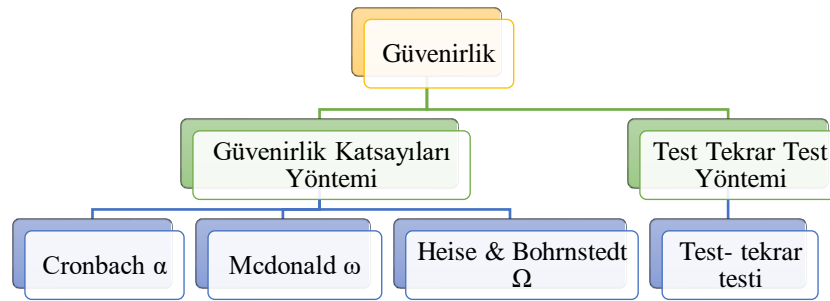 Güvenirlik
Güvenirlik Katsayıları
Yöntemi
Test Tekrar Test
Yöntemi
Cronbach α
Mcdonald ω
Heise & Bohrnstedt
Ω
Test- tekrar
testi